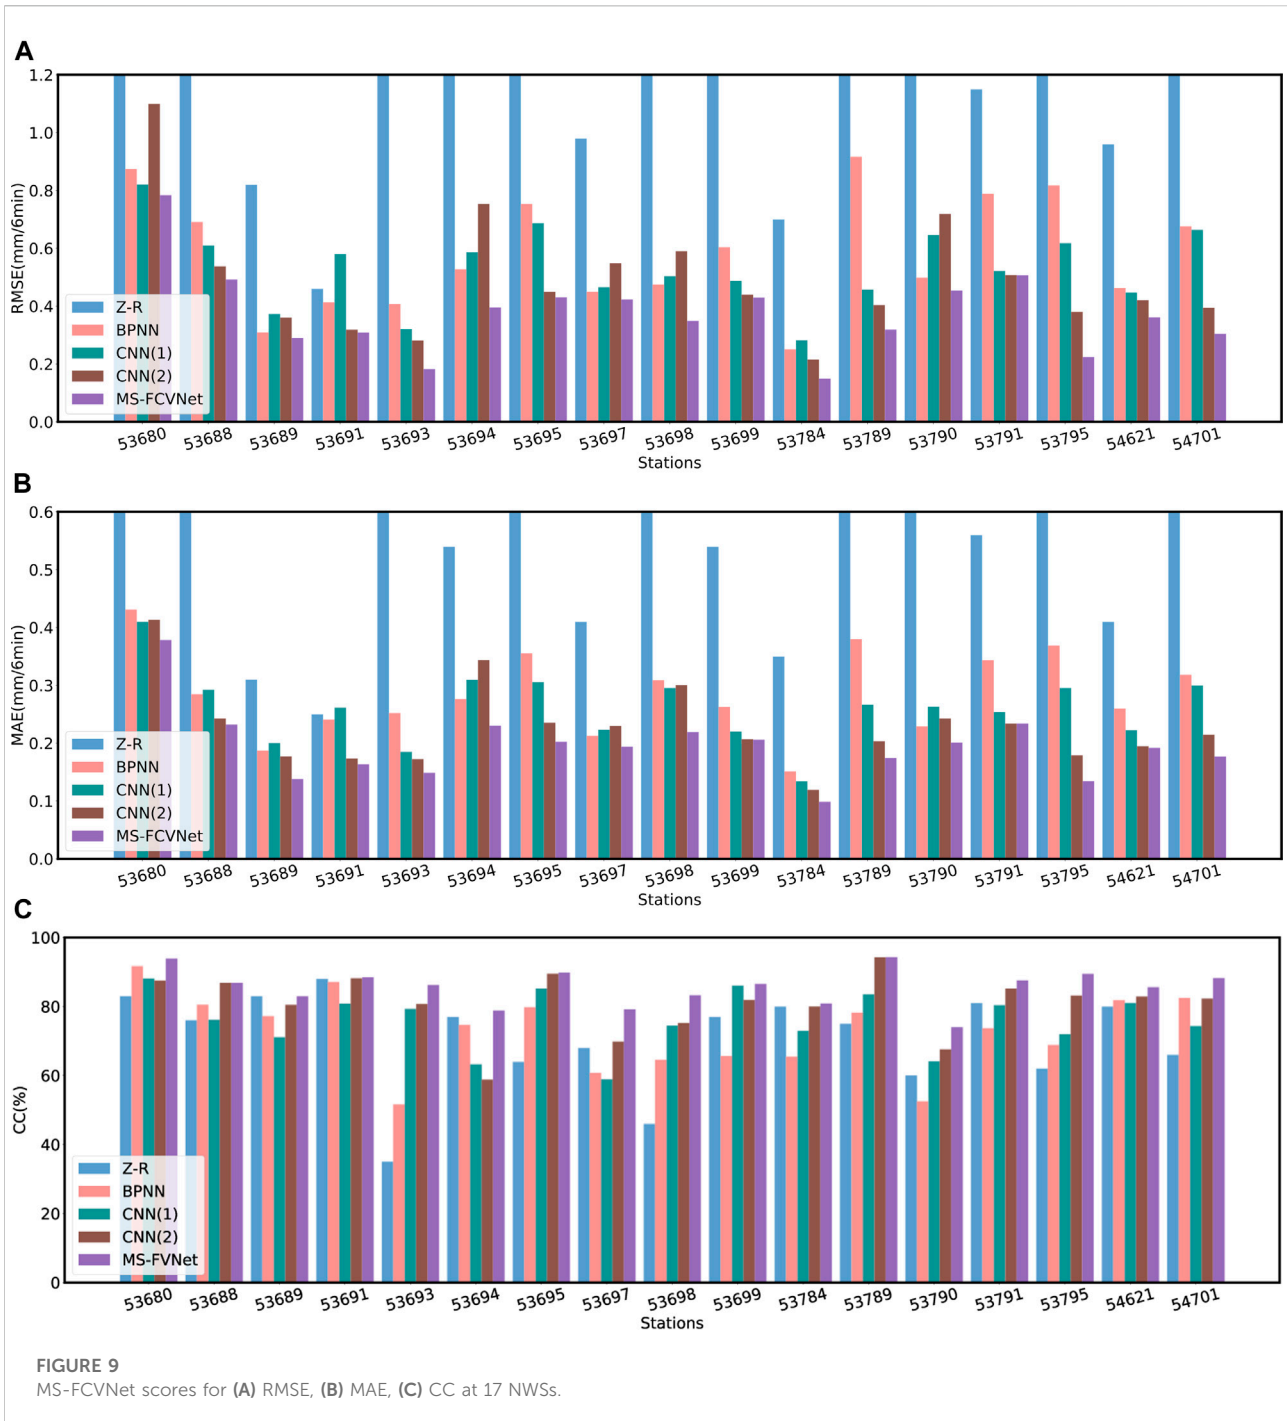 A
1.2
1.0
0.8
0.6
0.4
0.2
0.0
RMSE(mm/6min)
Z-R
BPNN
CNN(1)
CNN(2)
MS-FCVNet
53680 53688 53689 53691 53693 53694 53695 53697 53698 53699 53784 53789 53790 53791 53795 54621 54701
Stations
B
0.6
0.5
0.4
0.3
0.2
0.1
0.0
MAE(mm/6min)
Z-R
BPNN
CNN(1)
CNN(2)
MS-FCVNet
53680 53688 53689 53691 53693 53694 53695 53697 53698 53699 53784 53789 53790 53791 53795 54621 54701
Stations
C
100
80
60
40
20
0
CC(%)
Z-R
BPNN
CNN(1)
CNN(2)
MS-FVNet
53680 53688 53689 53691 53693 53694 53695 53697 53698 53699 53784 53789 53790 53791 53795 54621 54701
Stations
FIGURE 9
MS-FCVNet scores for (A) RMSE, (B) MAE, (C) CC at 17 NWSs.